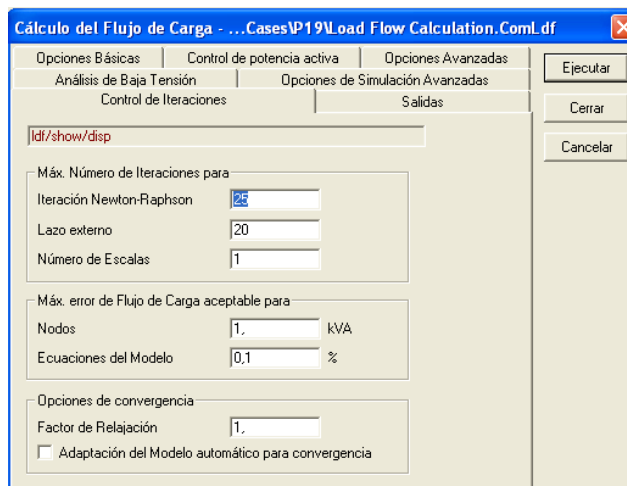 Cálculo del Flujo de Carga - ...Cases\P19\Load Flow Calculation.ComLdf
Opciones Básicas Control de potencia activa Opciones Avanzadas
Análisis de Baja Tensión Opciones de Simulación Avanzadas
Control de Iteraciones Salidas
Ejecutar
Cerrar
Cancelar
ldf/show/disp
Máx. Número de Iteraciones para
Iteración Newton-Raphson 25
Lazo externo 20
Número de Escalas 1
Máx. error de Flujo de Carga aceptable para
Nodos 1, kVA
Ecuaciones del Modelo 0,1 %
Opciones de convergencia
Factor de Relajación 1,
Adaptación del Modelo automático para convergencia